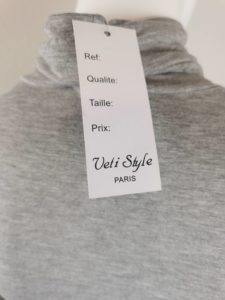 Ref:
Qualite:
Taille:
Prix:
Veti Style
PARIS